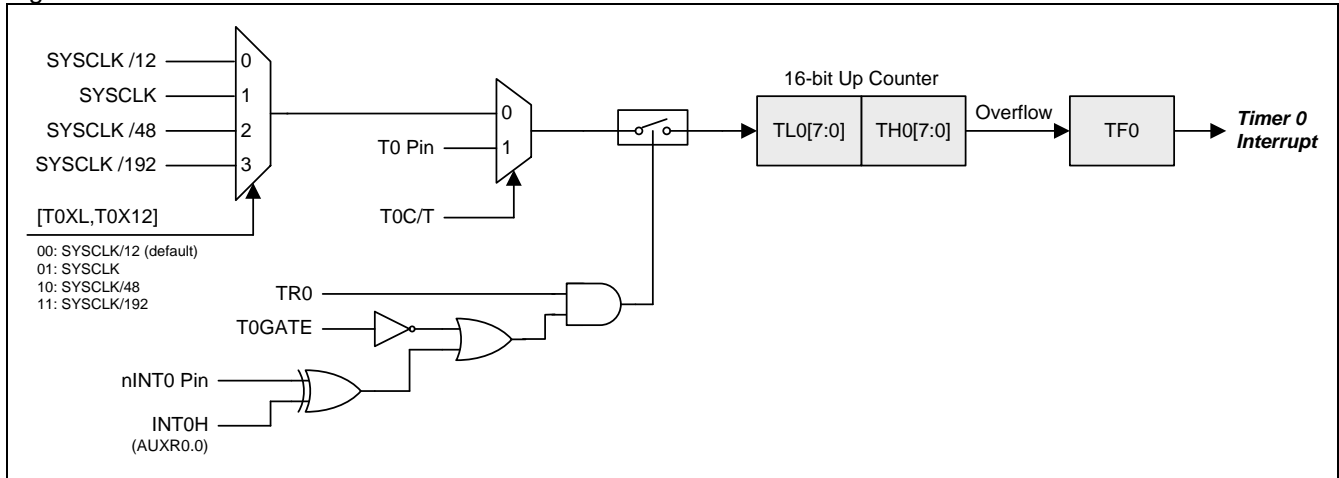 SYSCLK /12
0
SYSCLK
1
SYSCLK /48
2
SYSCLK /192
3
[T0XL,T0X12]
00: SYSCLK/12 (default)
01: SYSCLK
10: SYSCLK/48
11: SYSCLK/192
0
T0 Pin
1
T0C/T
TR0
T0GATE
nINT0 Pin
INT0H
(AUXR0.0)
16-bit Up Counter
TL0[7:0]
TH0[7:0]
Overflow
TF0
Timer 0
Interrupt